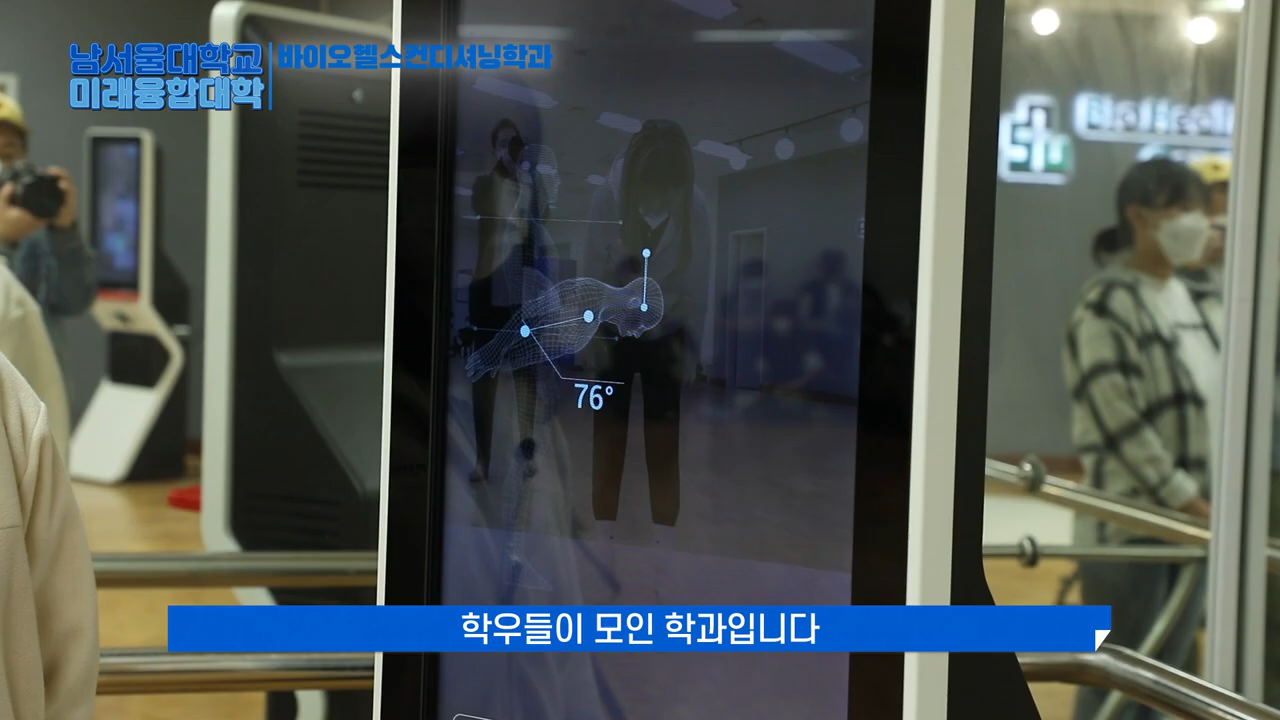 남서울대학교
미래융합대학
바이오헬스컨디셔닝학과
76°
학우들이 모인 학과입니다